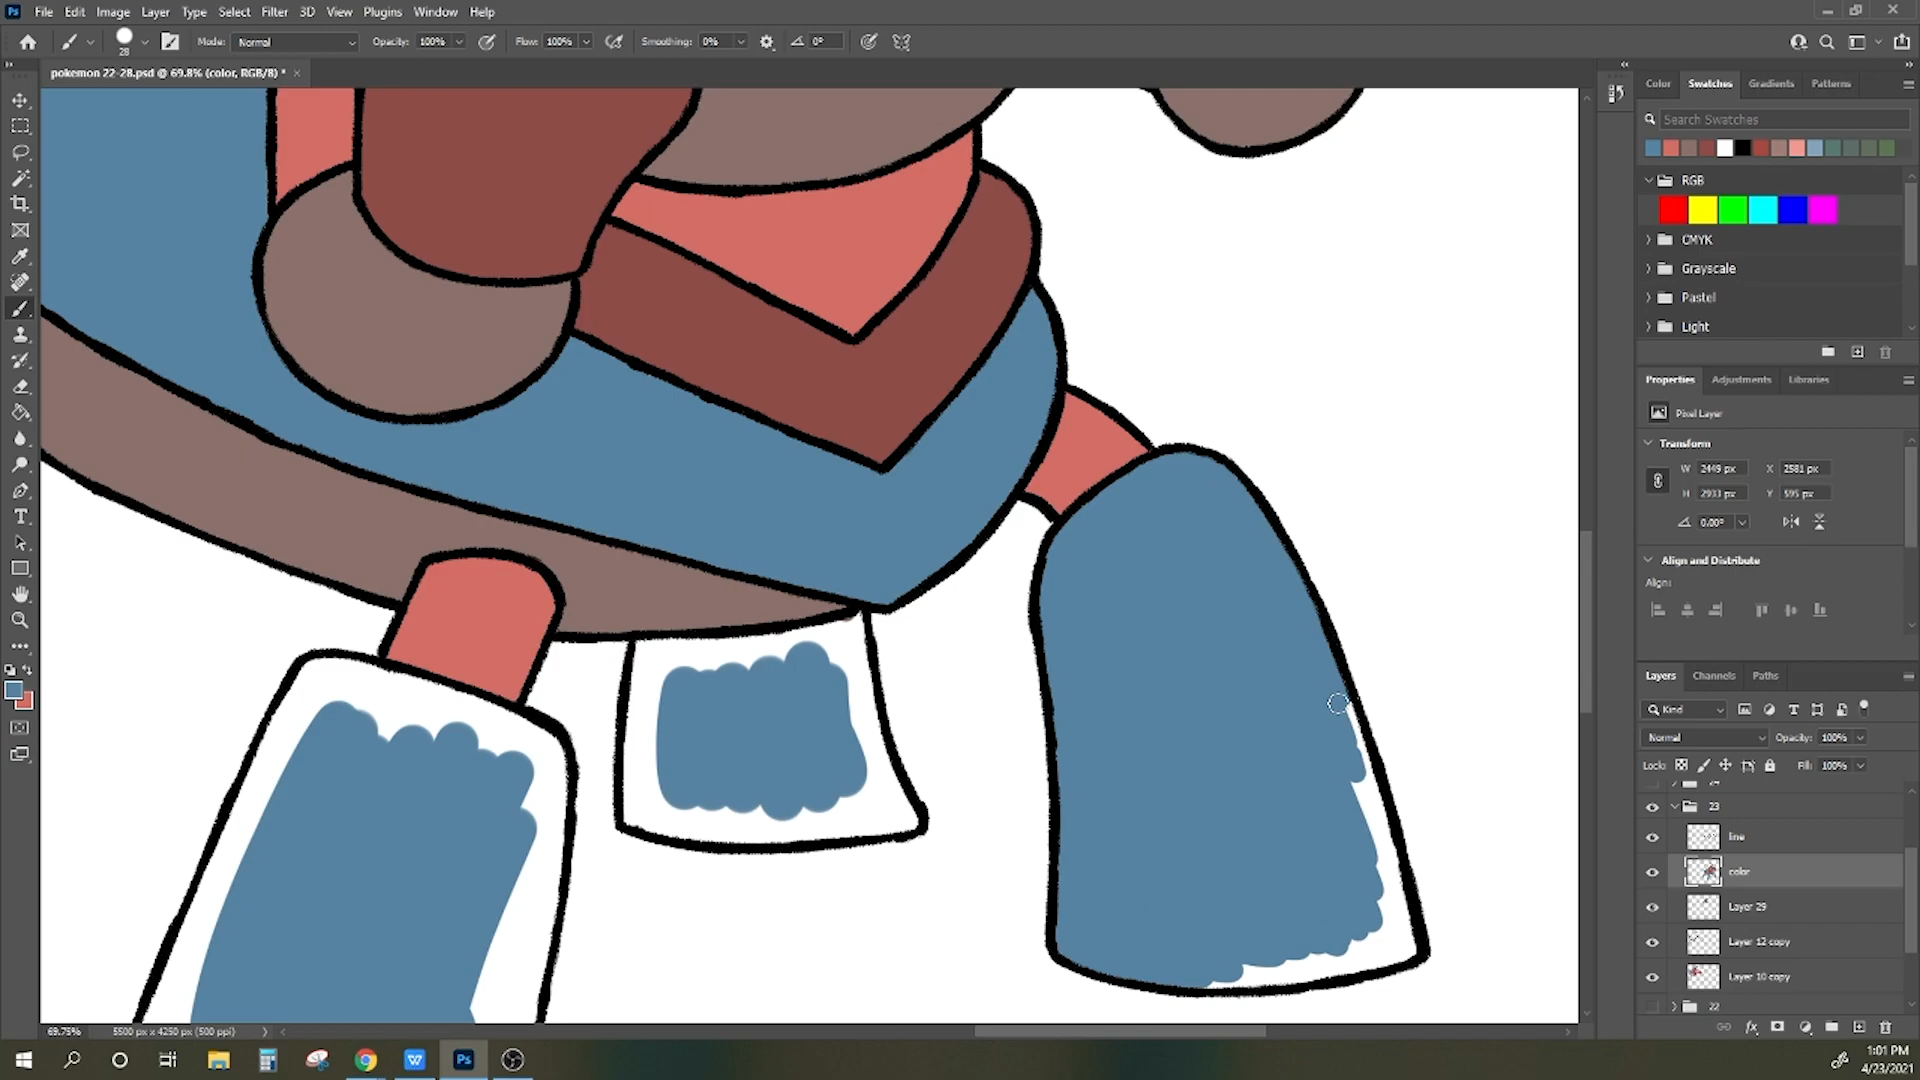 Ps File Edit Image Layer Type Select Filter 3D View Plugins Window Help
28 Mode: Normal Opacity: 100% Flow: 100% Smoothing: 0% 0°
pokemon 22-28.psd @ 69.8% (color, RGB/8) *
Color Swatches Gradients Patterns
Search Swatches
RGB
CMYK
Grayscale
Pastel
Light
Properties Adjustments Libraries
Pixel Layer
Transform
W 2449 px X 2581 px
H 2933 px Y 595 px
0.00°
Align and Distribute
Align:
Layers Channels Paths
Kind
Normal Opacity: 100%
Lock: Fill: 100%
23
line
color
Layer 29
Layer 12 copy
Layer 10 copy
22
69.75% 5500 px x 4250 px (500 ppi)
W Ps
1:01 PM
4/23/2021